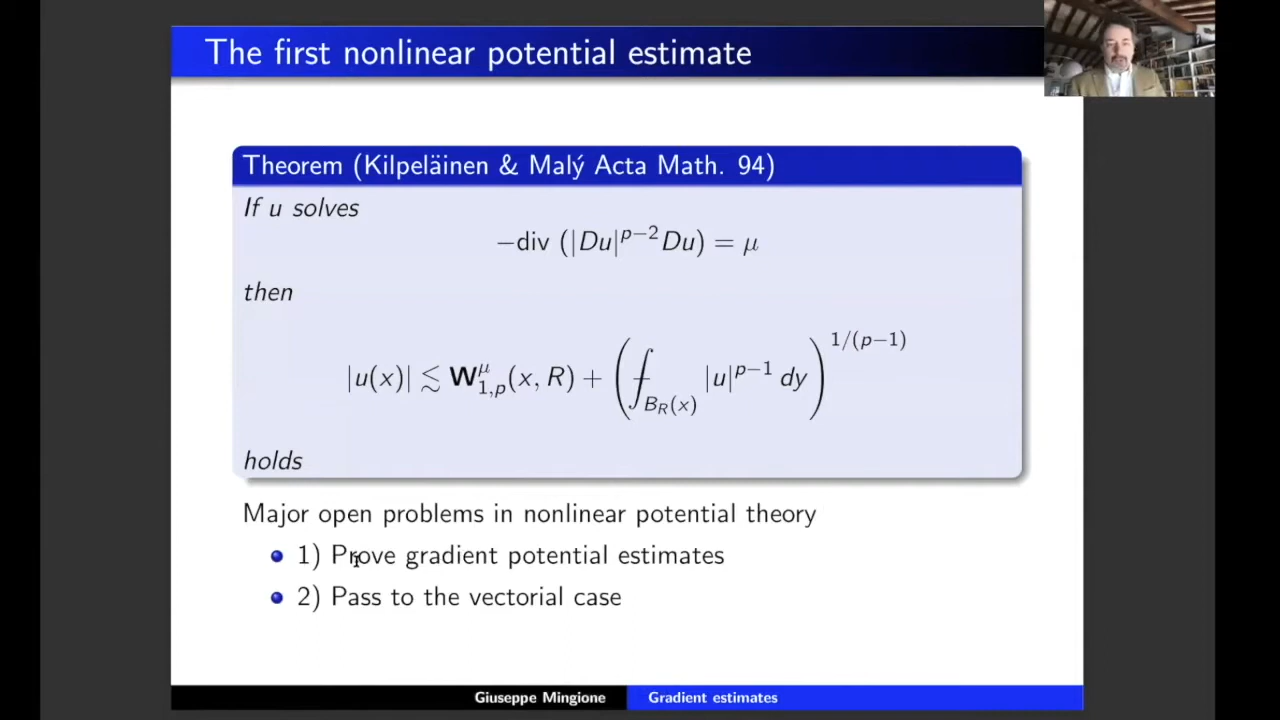 The first nonlinear potential estimate
Theorem (Kilpeläinen & Malý Acta Math. 94)
If u solves
−div (|Du|^{p−2}Du) = μ
then
|u(x)| ≲ W^μ_{1,p}(x, R) + (⨍_{B_R(x)} |u|^{p−1} dy)^{1/(p−1)}
holds
Major open problems in nonlinear potential theory
1) Prove gradient potential estimates
2) Pass to the vectorial case
Giuseppe Mingione Gradient estimates